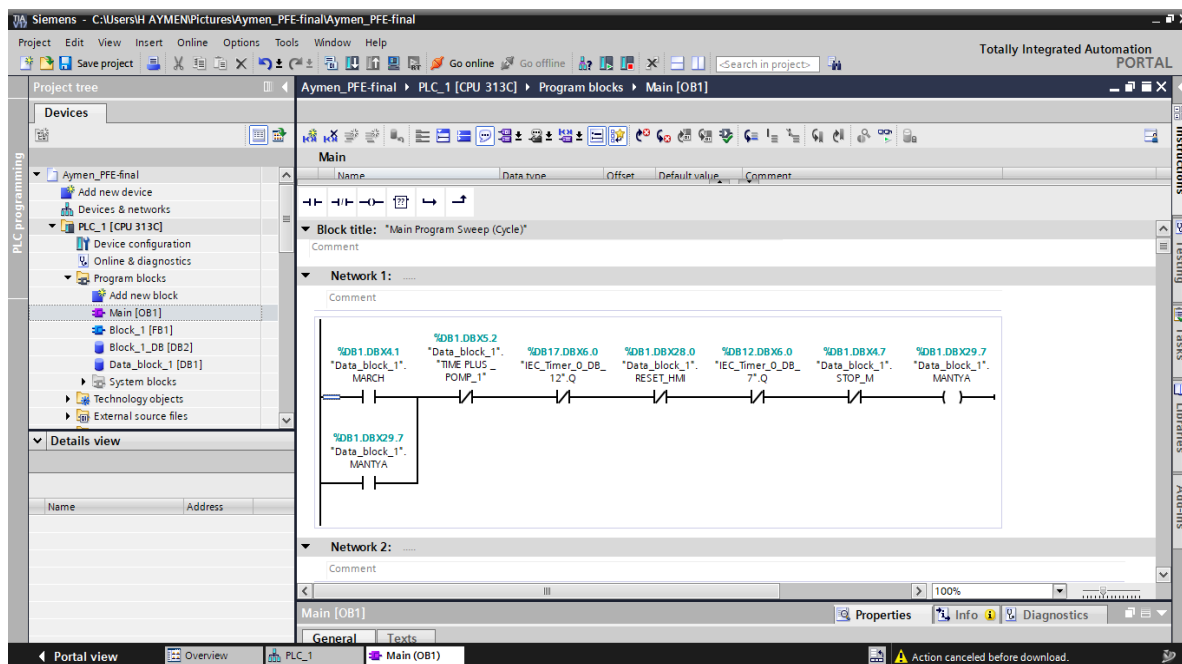 Siemens - C:\Users\H AYMEN\Pictures\Aymen_PFE-final\Aymen_PFE-final
Project Edit View Insert Online Options Tools Window Help
Totally Integrated Automation
PORTAL
Save project Go online Go offline <Search in project>
Project tree
Aymen_PFE-final PLC_1 [CPU 313C] Program blocks Main [OB1]
Devices
Main
Name Data type Offset Default value Comment
PLC programming
Aymen_PFE-final
Add new device
Devices & networks
PLC_1 [CPU 313C]
Device configuration
Online & diagnostics
Program blocks
Add new block
Main [OB1]
Block_1 [FB1]
Block_1_DB [DB2]
Data_block_1 [DB1]
System blocks
Technology objects
External source files
Details view
Name Address
??
Block title: "Main Program Sweep (Cycle)"
Comment
Network 1: .....
Comment
%DB1.DBX4.1
"Data_block_1".
MARCH
%DB1.DBX5.2
"Data_block_1".
"TIME PLUS _
POMP_1"
%DB17.DBX6.0
"IEC_Timer_0_DB_
12".Q
%DB1.DBX28.0
"Data_block_1".
RESET_HMI
%DB12.DBX6.0
"IEC_Timer_0_DB_
7".Q
%DB1.DBX4.7
"Data_block_1".
STOP_M
%DB1.DBX29.7
"Data_block_1".
MANTYA
%DB1.DBX29.7
"Data_block_1".
MANTYA
Network 2: .....
Comment
100%
Main [OB1]
Properties Info Diagnostics
General Texts
Instructions
Testing
Tasks
Libraries
Add-ins
Portal view Overview PLC_1 Main (OB1) Action canceled before download.